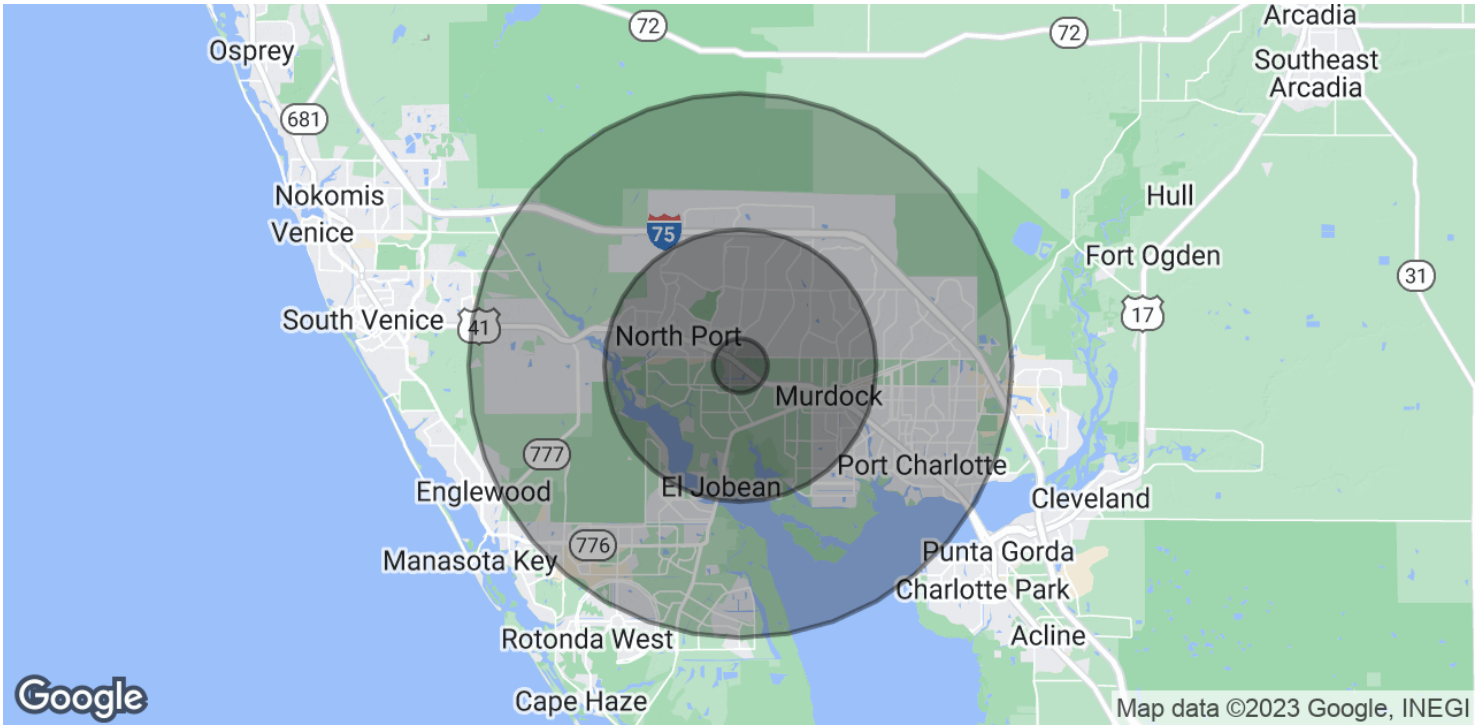 72
72
Arcadia
Osprey
Southeast
Arcadia
681
Nokomis
Hull
Venice
75
Fort Ogden
31
South Venice
41
17
North Port
Murdock
777
Port Charlotte
El Jobean
Englewood
Cleveland
776
Punta Gorda
Manasota Key
Charlotte Park
Rotonda West
Acline
Cape Haze
Google
Map data ©2023 Google, INEGI